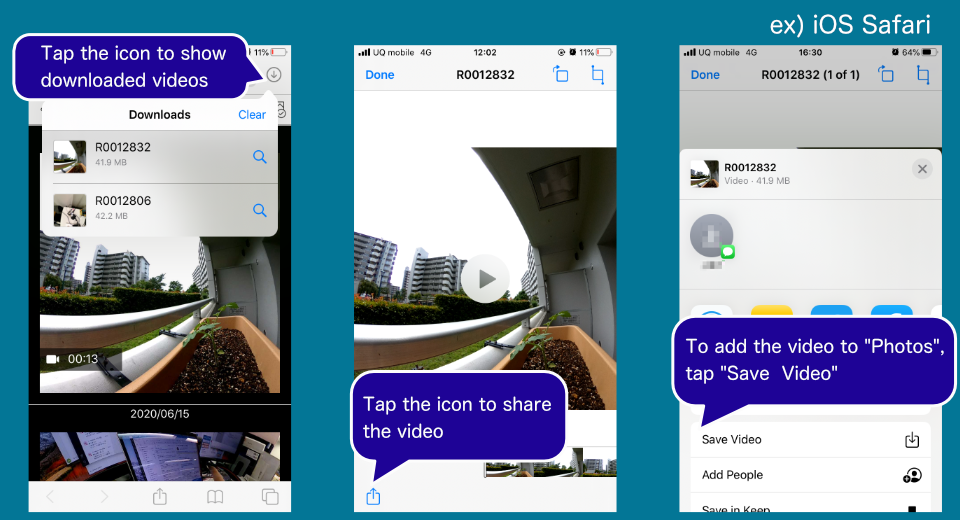 ex) iOS Safari
Tap the icon to show
downloaded videos
11%
Downloads
Clear
R0012832
41.9 MB
R0012806
42.2 MB
00:13
2020/06/15
UQ mobile 4G 12:02 11%
Done R0012832
Tap the icon to share
the video
UQ mobile 4G 16:30 64%
Done R0012832 (1 of 1)
R0012832
Video · 41.9 MB
To add the video to "Photos",
tap "Save Video"
Save Video
Add People
Save in Keep